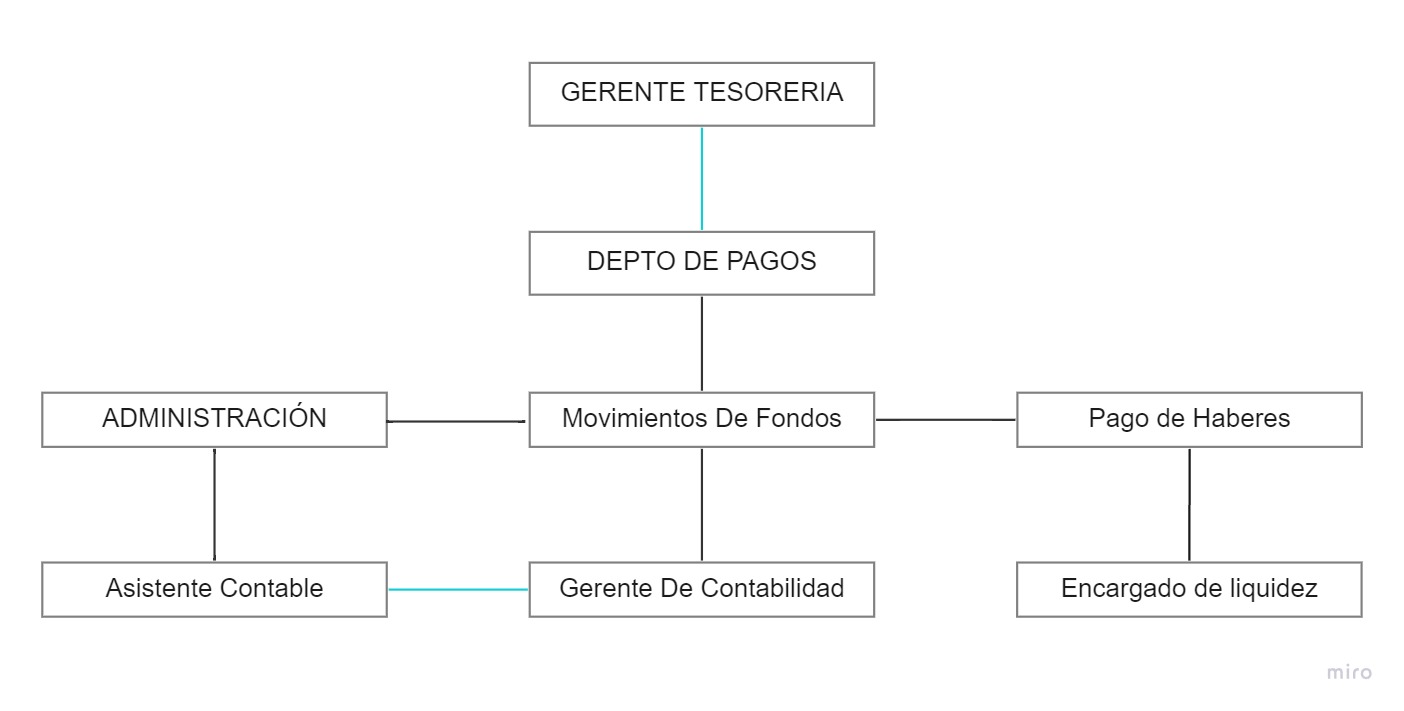 GERENTE TESORERIA
DEPTO DE PAGOS
ADMINISTRACIÓN
Movimientos De Fondos
Pago de Haberes
Asistente Contable
Gerente De Contabilidad
Encargado de liquidez
miro